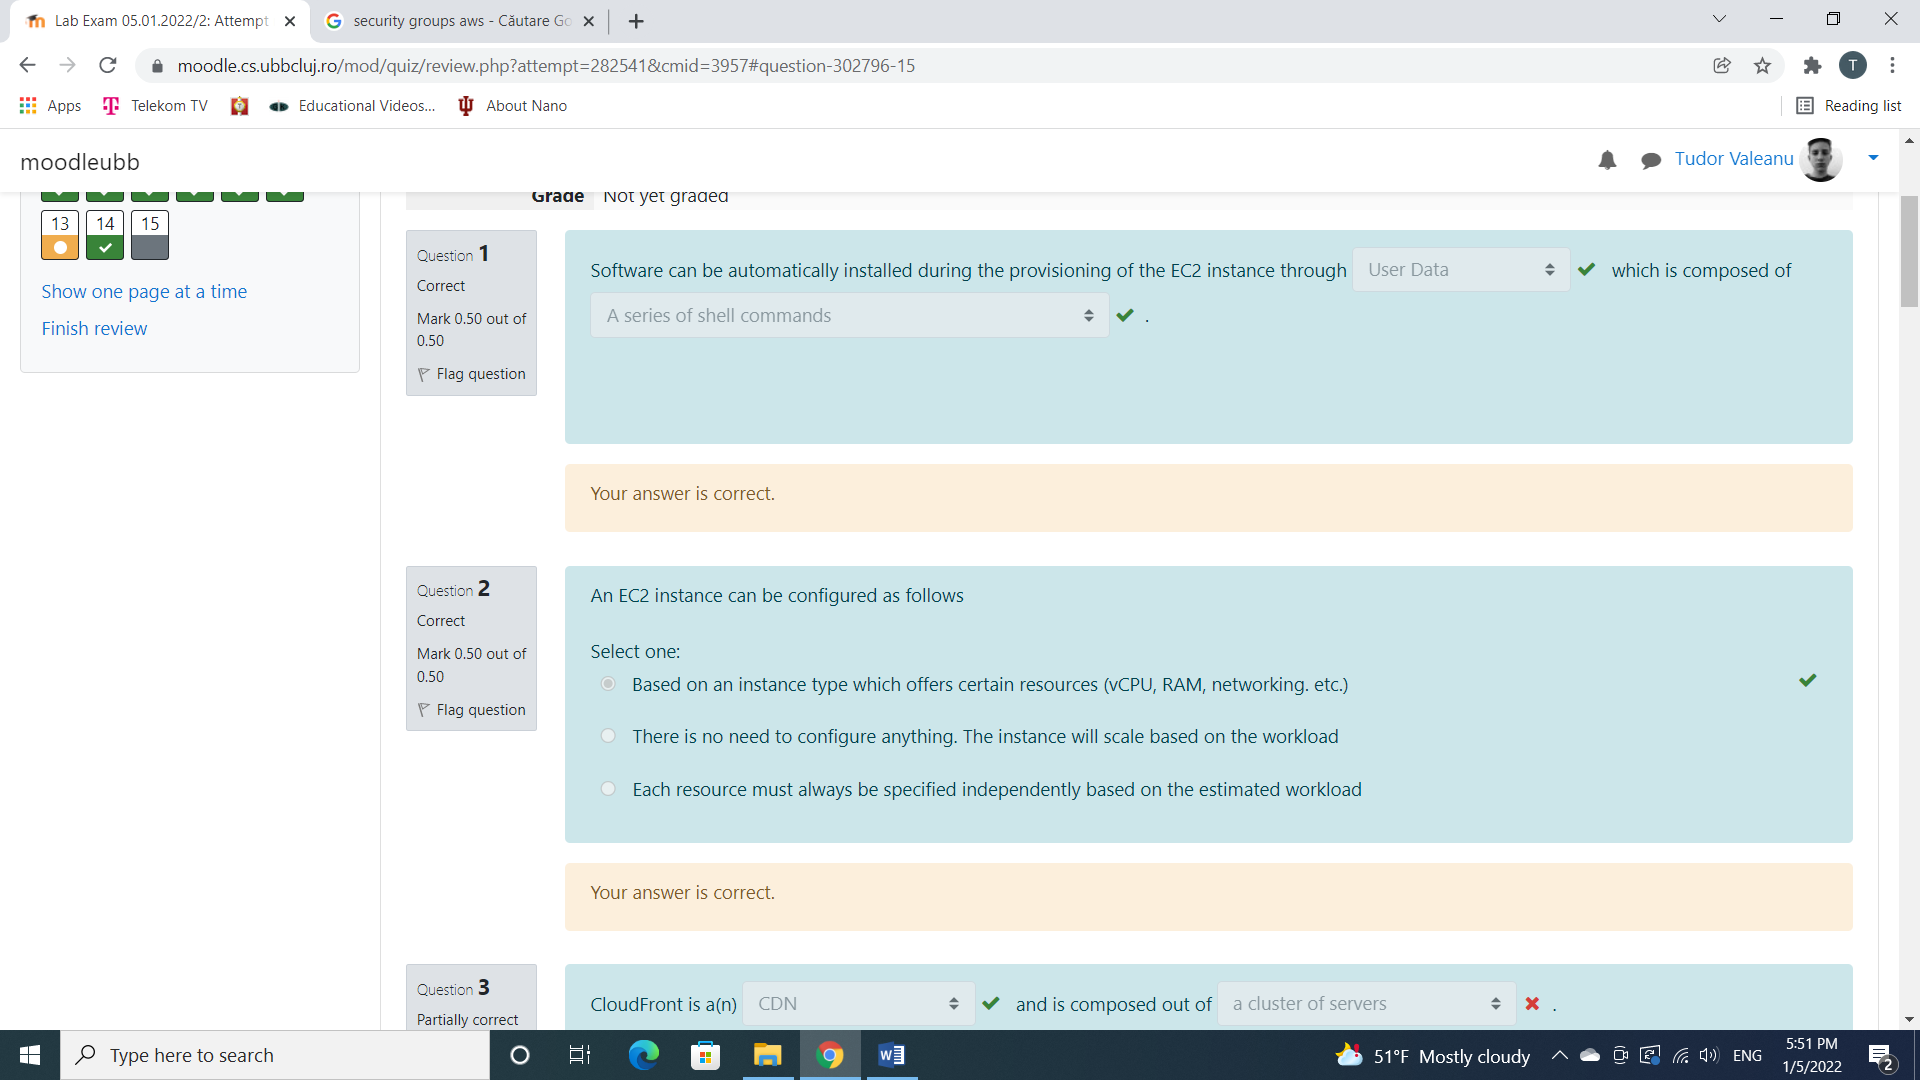 Lab Exam 05.01.2022/2: Attempt
security groups aws - Căutare Go
moodle.cs.ubbcluj.ro/mod/quiz/review.php?attempt=282541&cmid=3957#question-302796-15
T
Apps
Telekom TV
Educational Videos...
About Nano
Reading list
moodleubb
Tudor Valeanu
Grade Not yet graded
13 14 15
Show one page at a time
Finish review
Question 1
Correct
Mark 0.50 out of
0.50
Flag question
Software can be automatically installed during the provisioning of the EC2 instance through User Data which is composed of
A series of shell commands .
Your answer is correct.
Question 2
Correct
Mark 0.50 out of
0.50
Flag question
An EC2 instance can be configured as follows
Select one:
Based on an instance type which offers certain resources (vCPU, RAM, networking. etc.)
There is no need to configure anything. The instance will scale based on the workload
Each resource must always be specified independently based on the estimated workload
Your answer is correct.
Question 3
Partially correct
CloudFront is a(n) CDN and is composed out of a cluster of servers .
Type here to search
51°F Mostly cloudy
ENG
5:51 PM
1/5/2022
2